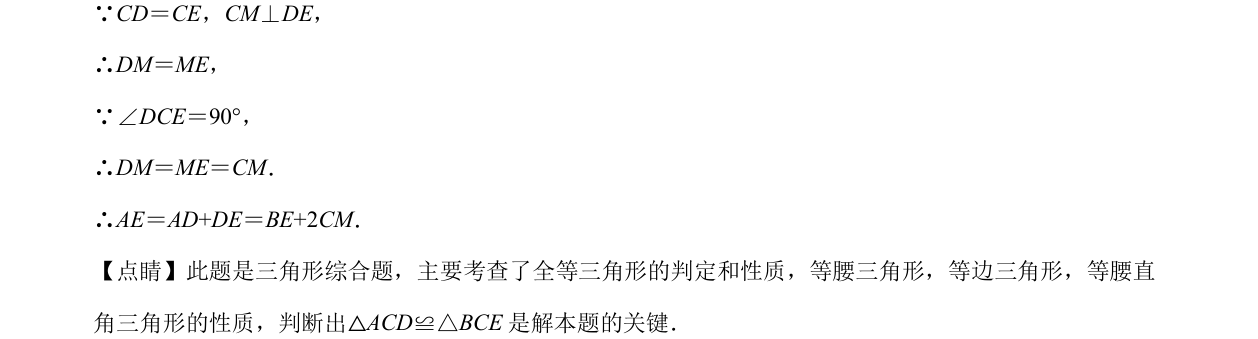 ∵CD＝CE，CM⊥DE，
∴DM＝ME，
∵∠DCE＝90°，
∴DM＝ME＝CM．
∴AE＝AD+DE＝BE+2CM．
【点睛】此题是三角形综合题，主要考查了全等三角形的判定和性质，等腰三角形，等边三角形，等腰直
角三角形的性质，判断出△ACD≌△BCE 是解本题的关键．